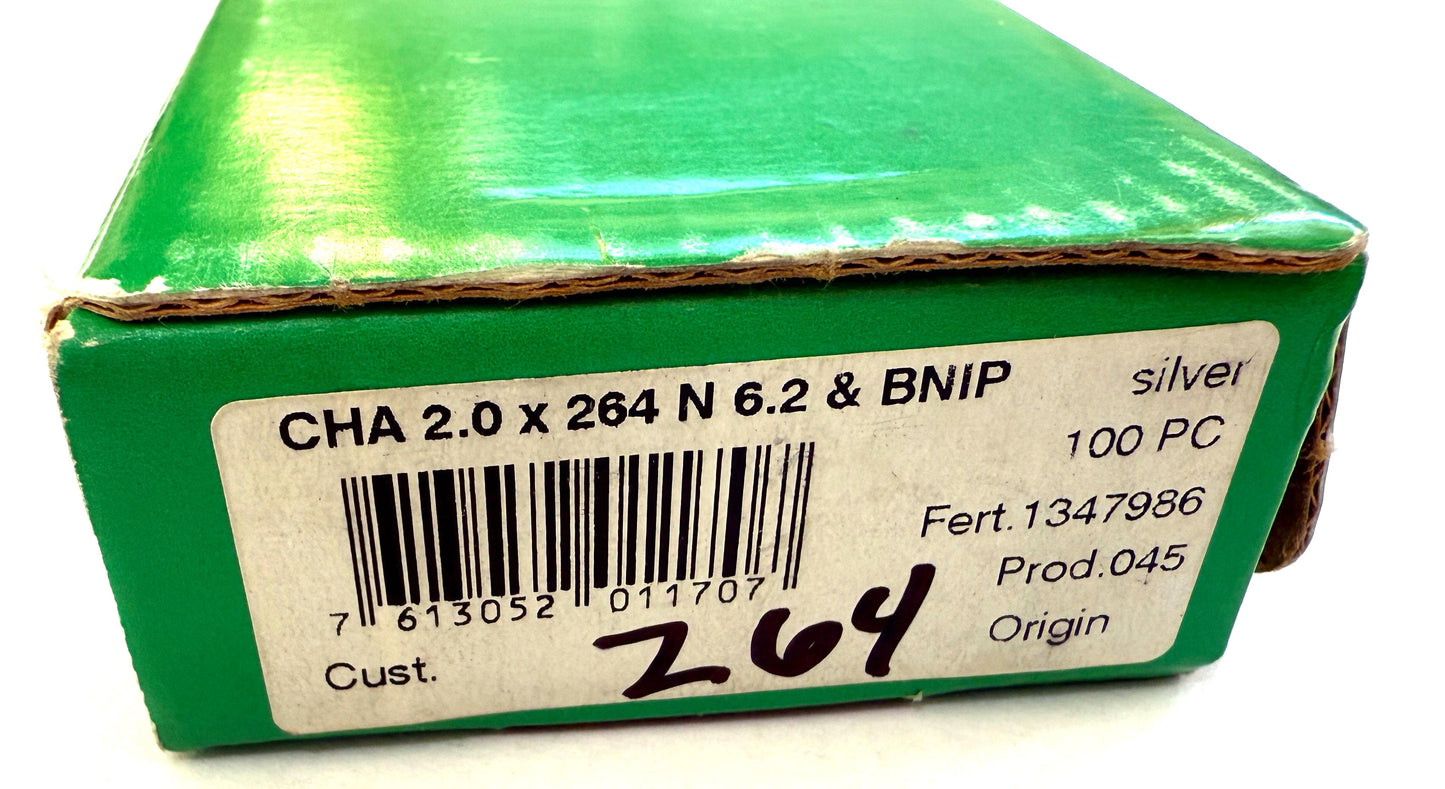 CHA 2.0 x 264 N 6.2 & BNIP
silver
100 PC
Fert.1347986
Prod.045
Origin
7 613052 011707
Cust.
264